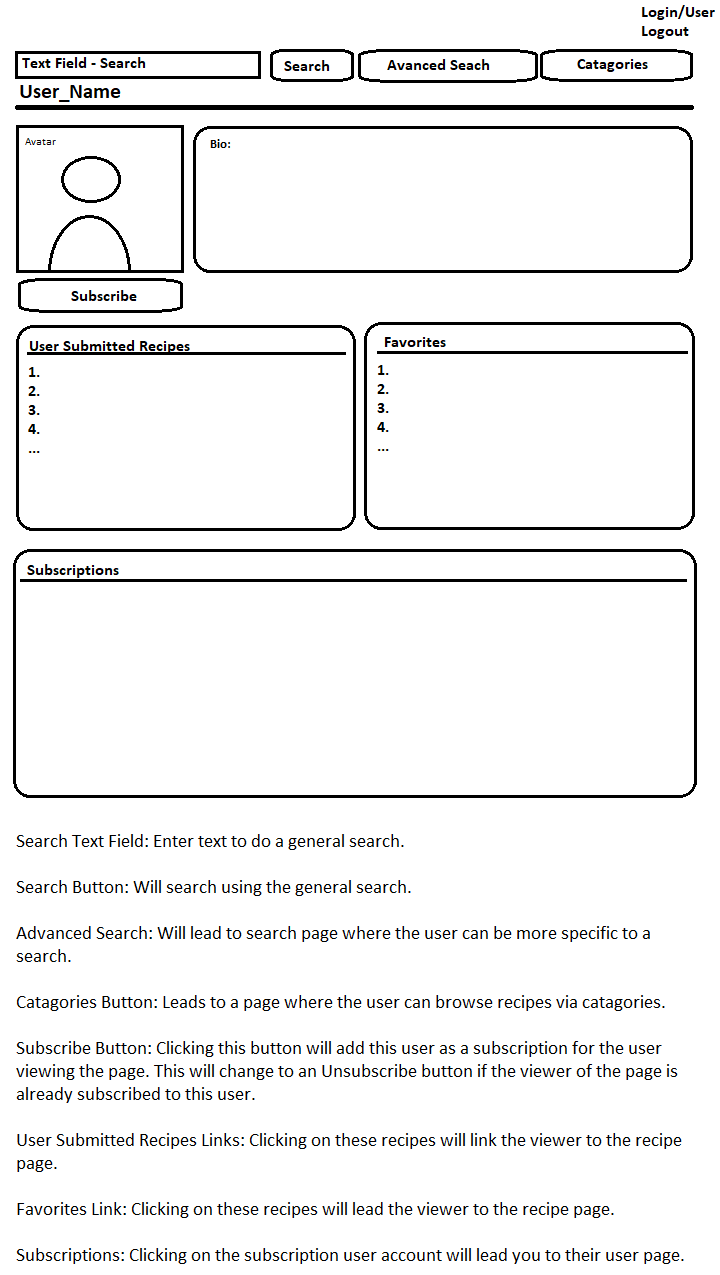 Login/User
Logout
Text Field - Search
Search
Avanced Seach
Catagories
User_Name
Avatar
Bio:
Subscribe
User Submitted Recipes
1.
2.
3.
4.
...
Favorites
1.
2.
3.
4.
...
Subscriptions
Search Text Field: Enter text to do a general search.
Search Button: Will search using the general search.
Advanced Search: Will lead to search page where the user can be more specific to a
search.
Catagories Button: Leads to a page where the user can browse recipes via catagories.
Subscribe Button: Clicking this button will add this user as a subscription for the user
viewing the page. This will change to an Unsubscribe button if the viewer of the page is
already subscribed to this user.
User Submitted Recipes Links: Clicking on these recipes will link the viewer to the recipe
page.
Favorites Link: Clicking on these recipes will lead the viewer to the recipe page.
Subscriptions: Clicking on the subscription user account will lead you to their user page.